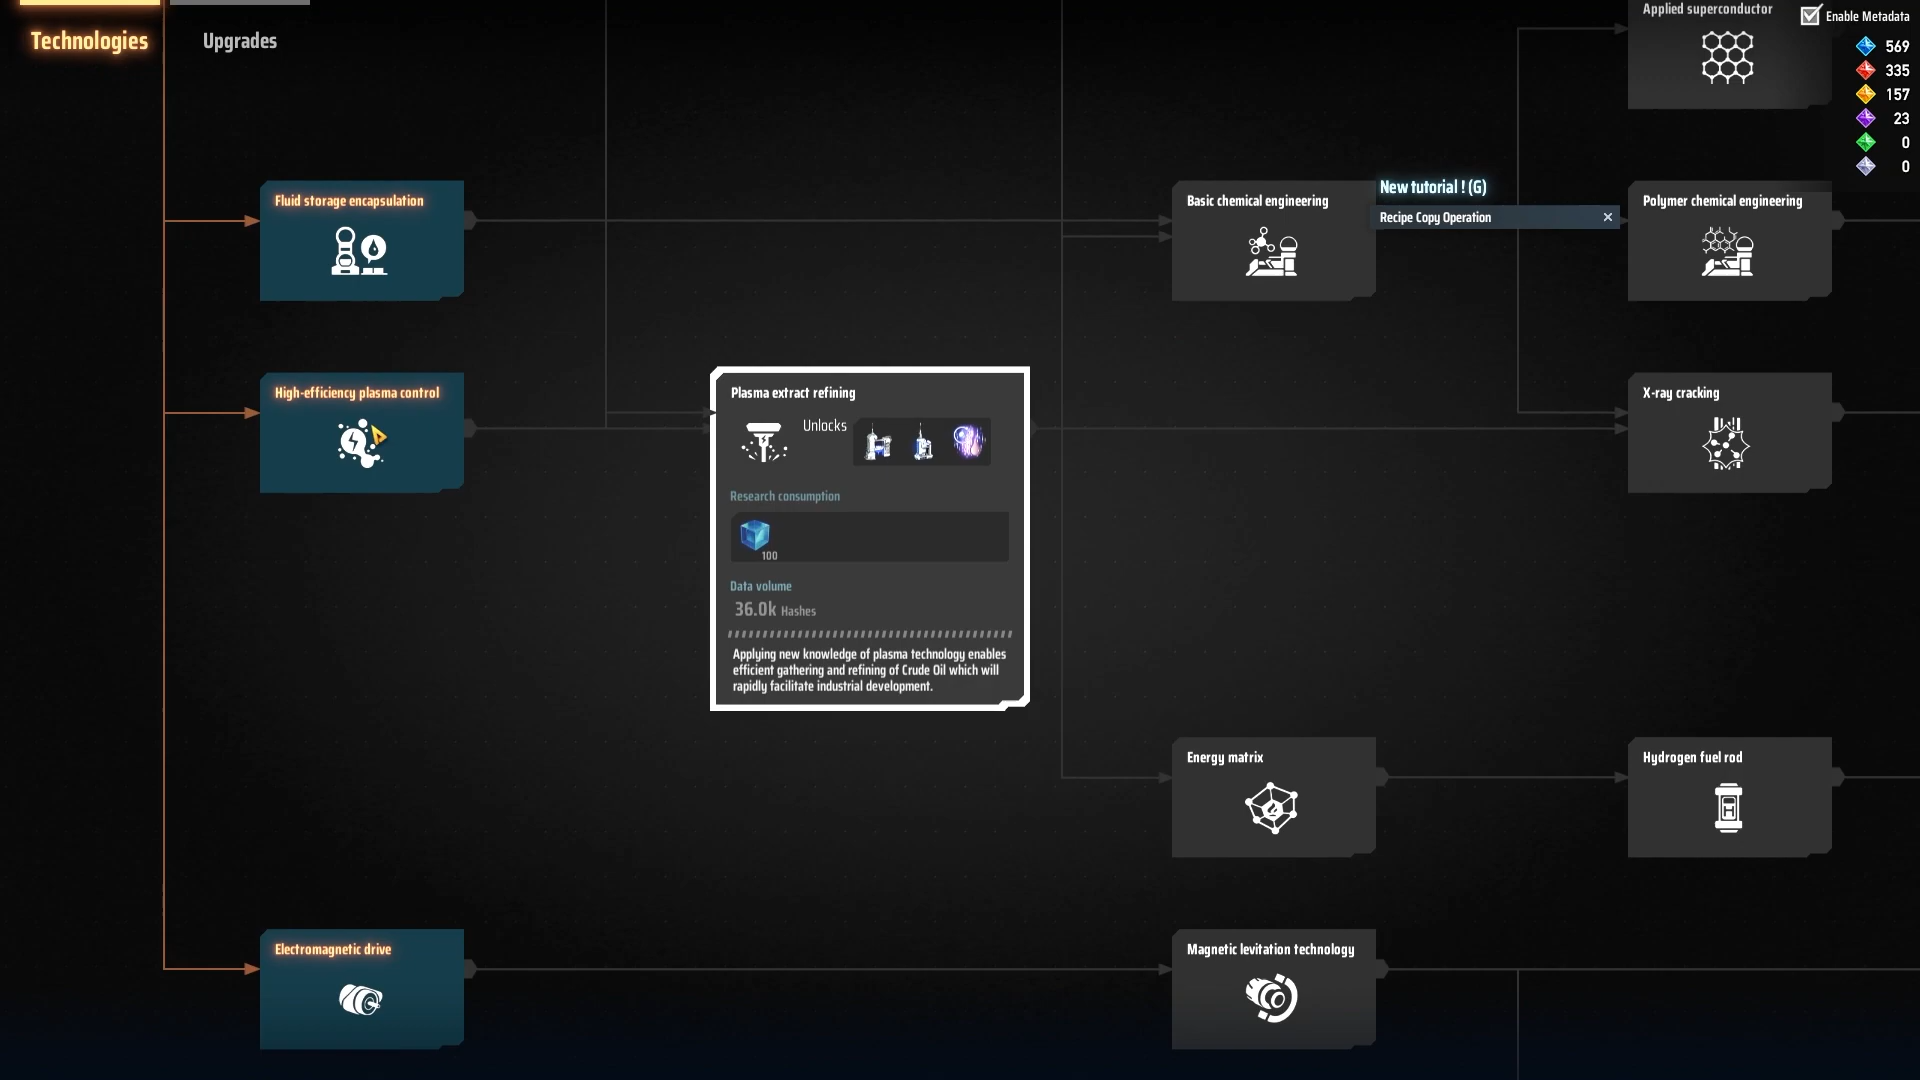 Technologies
Upgrades
Applied superconductor
Enable Metadata
569
335
157
23
0
0
Fluid storage encapsulation
Basic chemical engineering
New tutorial ! (G)
Recipe Copy Operation
Polymer chemical engineering
High-efficiency plasma control
Plasma extract refining
Unlocks
Research consumption
100
Data volume
36.0k Hashes
Applying new knowledge of plasma technology enables
efficient gathering and refining of Crude Oil which will
rapidly facilitate industrial development.
X-ray cracking
Energy matrix
Hydrogen fuel rod
Electromagnetic drive
Magnetic levitation technology